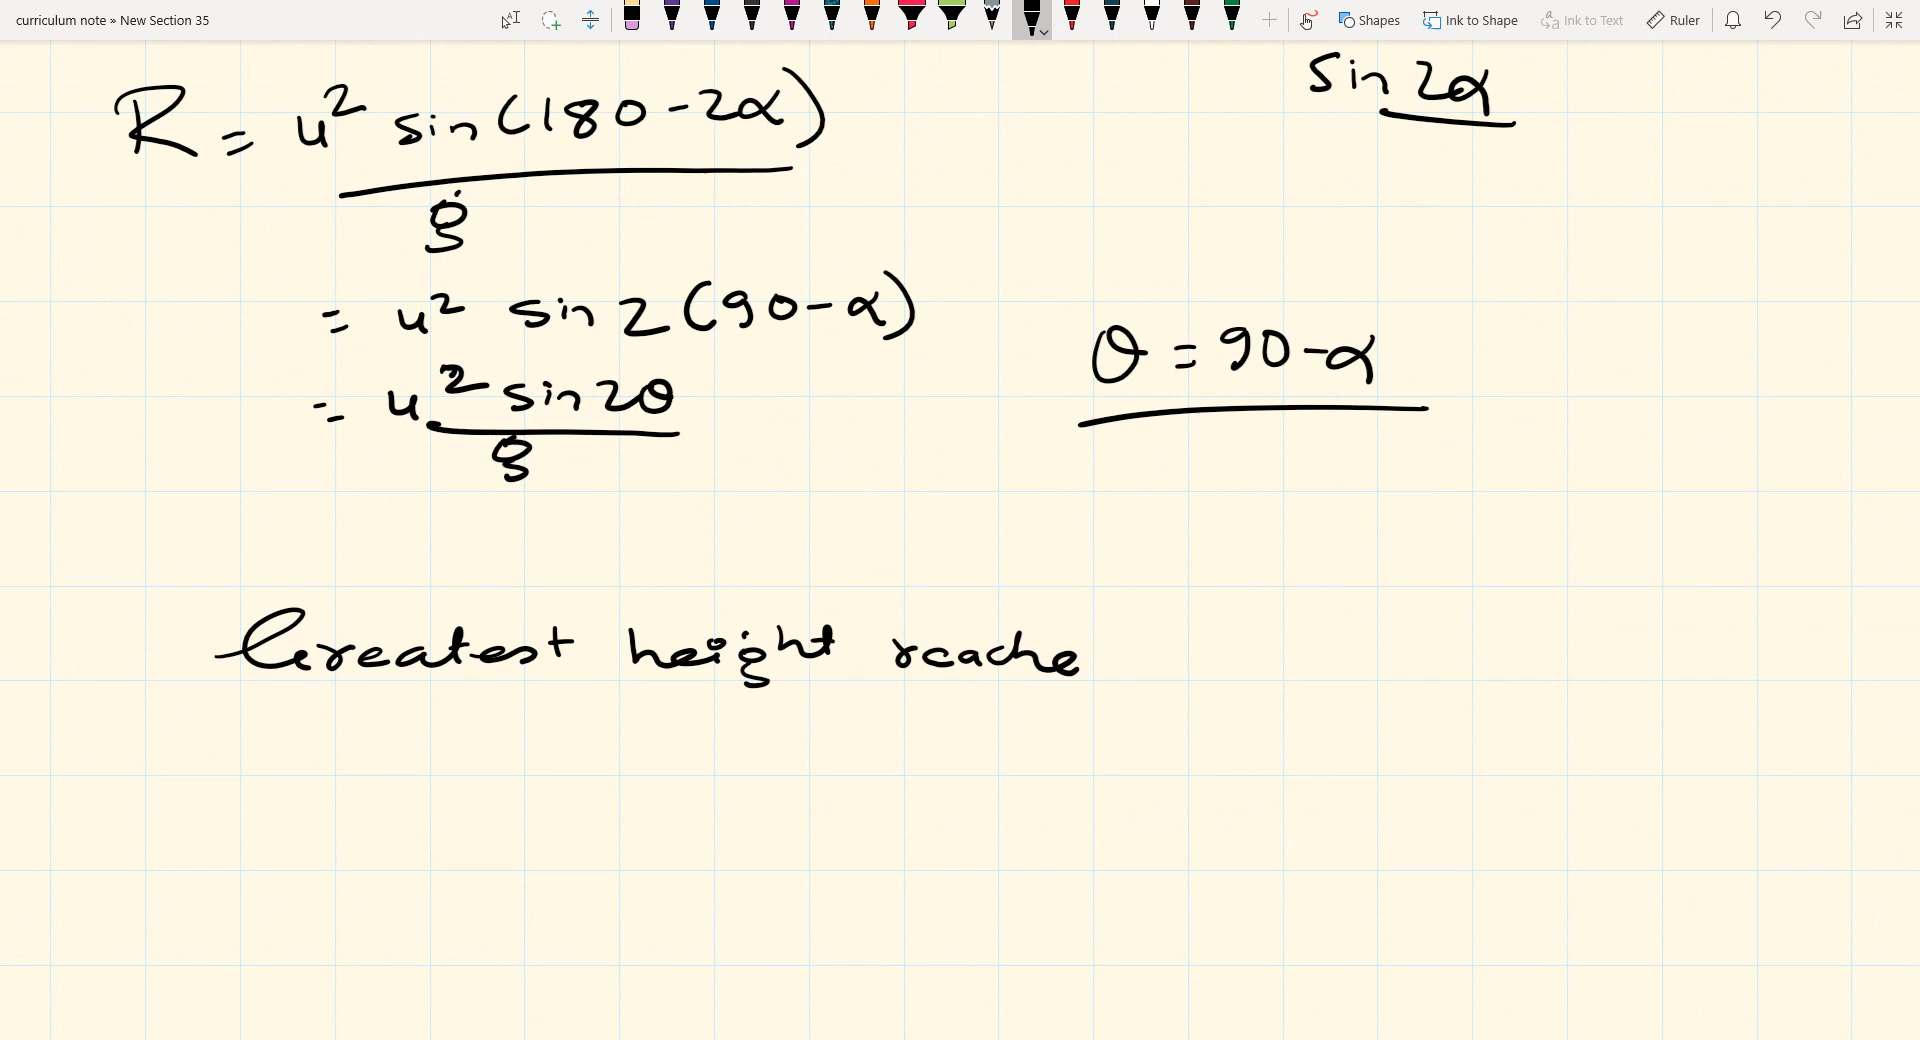 curriculum note » New Section 35
Shapes
Ink to Shape
Ink to Text
Ruler
sin 2α
R = u² sin(180-2α)
g
= u² sin 2(90-α)
θ = 90-α
= u² sin 2θ
g
Greatest height reache